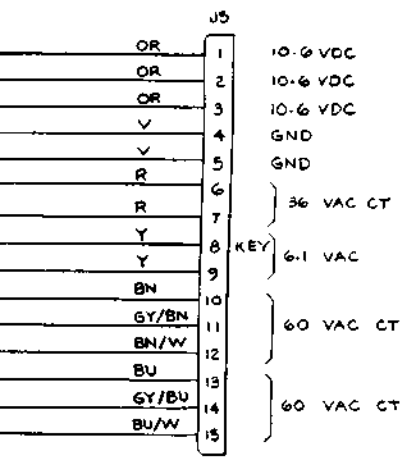 J5
OR 1 10.6 VDC
OR 2 10.6 VDC
OR 3 10.6 VDC
V 4 GND
V 5 GND
R 6
R 7 36 VAC CT
Y 8 KEY
Y 9 6.1 VAC
BN 10
GY/BN 11 60 VAC CT
BN/W 12
BU 13
GY/BU 14 60 VAC CT
BU/W 15